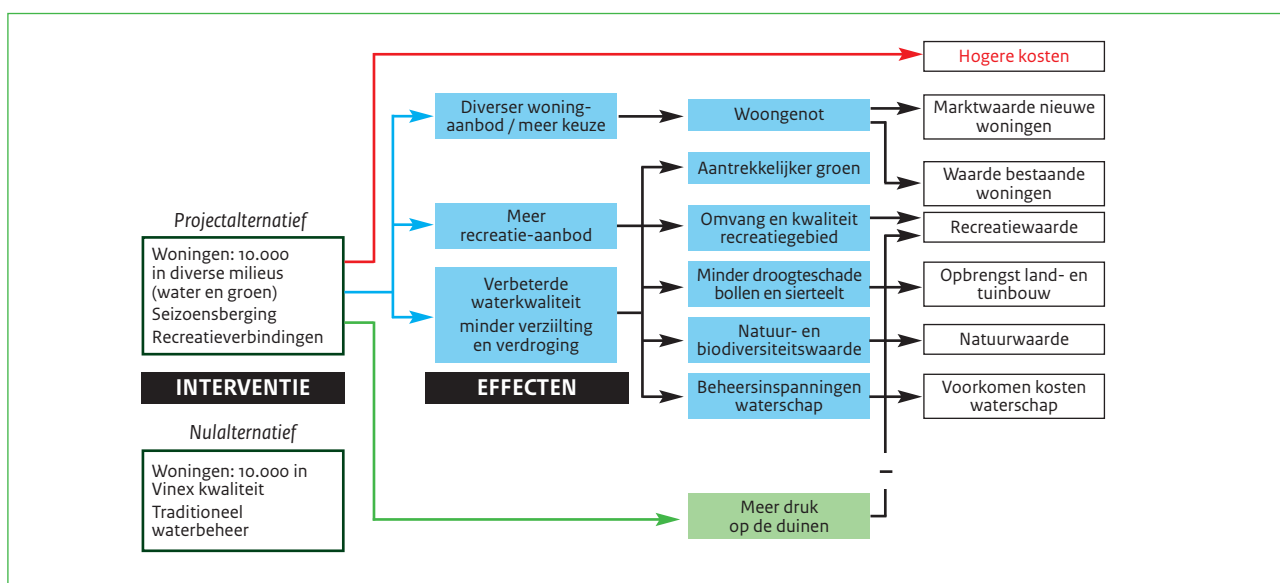 Hogere kosten
Diverser woning-
aanbod / meer keuze
Woongenot
Marktwaarde nieuwe
woningen
Aantrekkelijker groen
Waarde bestaande
woningen
Projectalternatief
Woningen: 10.000
in diverse milieus
(water en groen)
Seizoensberging
Recreatieverbindingen
Meer
recreatie-aanbod
Omvang en kwaliteit
recreatiegebied
Recreatiewaarde
Verbeterde
waterkwaliteit
minder verziilting
en verdroging
Minder droogteschade
bollen en sierteelt
Opbrengst land- en
tuinbouw
Natuur- en
biodiversiteitswaarde
Natuurwaarde
INTERVENTIE
EFFECTEN
Beheersinspanningen
waterschap
Voorkomen kosten
waterschap
Nulalternatief
Woningen: 10.000 in
Vinex kwaliteit
Traditioneel
waterbeheer
–
Meer druk
op de duinen